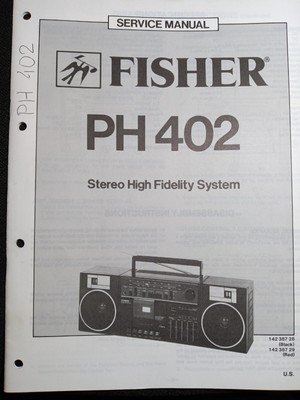 SERVICE MANUAL
FISHER®
PH 402
PH 402
Stereo High Fidelity System
142 387 28
(Black)
142 387 29
(Red)
U.S.